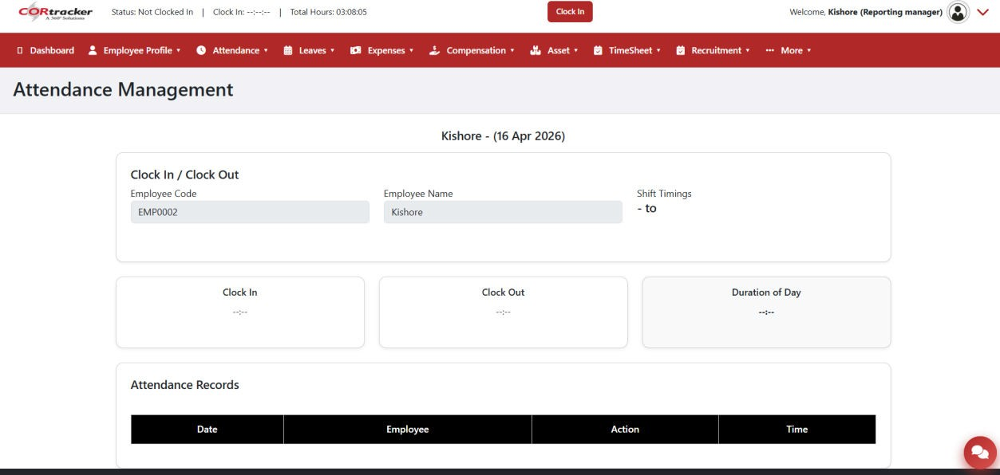 CORtracker
A 360° Solutions
Status: Not Clocked In | Clock In: --:--:-- | Total Hours: 03:08:05
Clock In
Welcome, Kishore (Reporting manager)
Dashboard Employee Profile Attendance Leaves Expenses Compensation Asset TimeSheet Recruitment More
Attendance Management
Kishore - (16 Apr 2026)
Clock In / Clock Out
Employee Code Employee Name Shift Timings
EMP0002 Kishore - to
Clock In Clock Out Duration of Day
--:-- --:-- --:--
Attendance Records
Date Employee Action Time